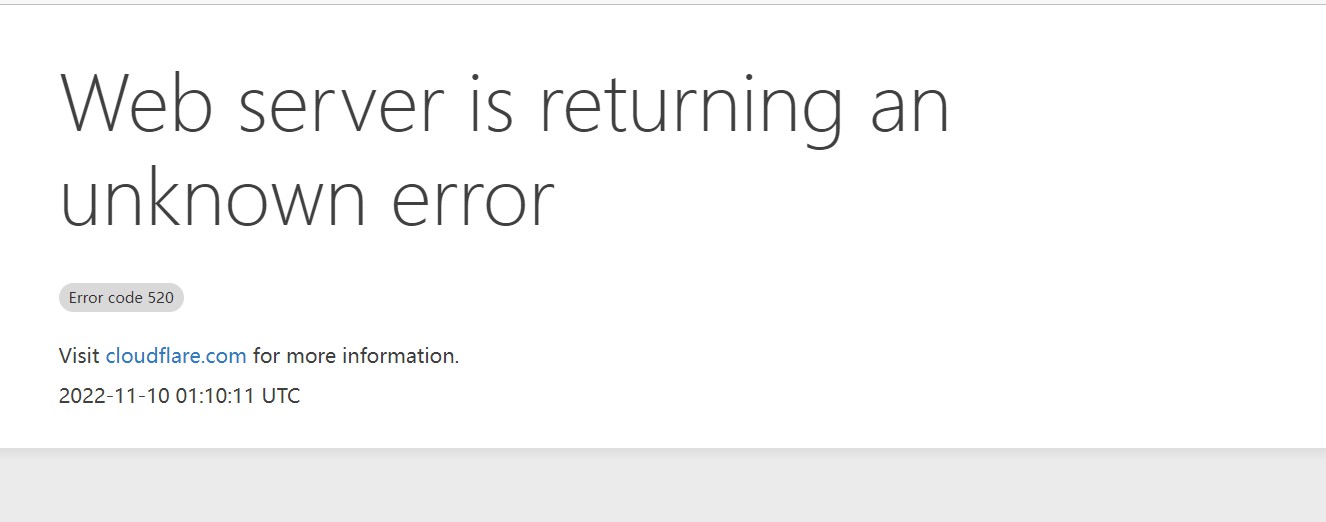 Web server is returning an
unknown error
Error code 520
Visit cloudflare.com for more information.
2022-11-10 01:10:11 UTC